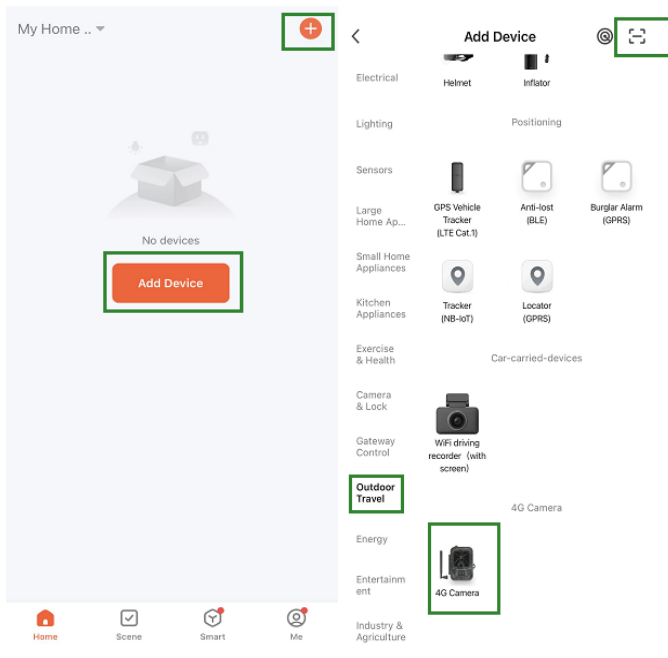 My Home ..
No devices
Add Device
Home
Scene
Smart
Me
Add Device
Electrical
Lighting
Sensors
Large
Home Ap...
Small Home
Appliances
Kitchen
Appliances
Exercise
& Health
Camera
& Lock
Gateway
Control
Outdoor
Travel
Energy
Entertainm
ent
Industry &
Agriculture
Helmet
Inflator
Positioning
GPS Vehicle
Tracker
(LTE Cat.1)
Anti-lost
(BLE)
Burglar Alarm
(GPRS)
Tracker
(NB-IoT)
Locator
(GPRS)
Car-carried-devices
WiFi driving
recorder (with
screen)
4G Camera
4G Camera